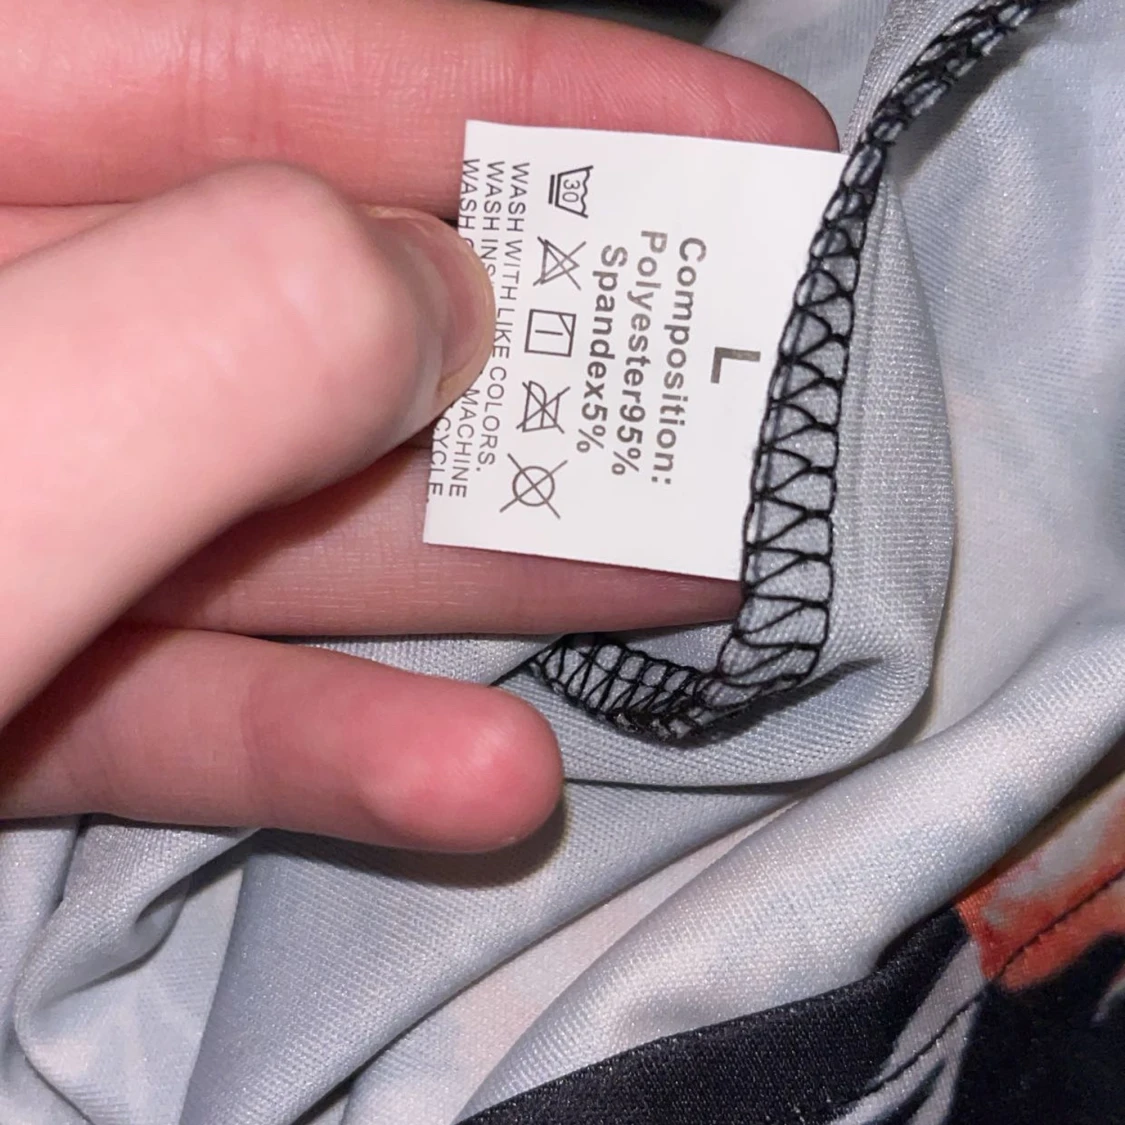 L
Composition:
Polyester95%
Spandex5%
30
WASH WITH LIKE COLORS.
WASH MACHINE
WASH CYCLE